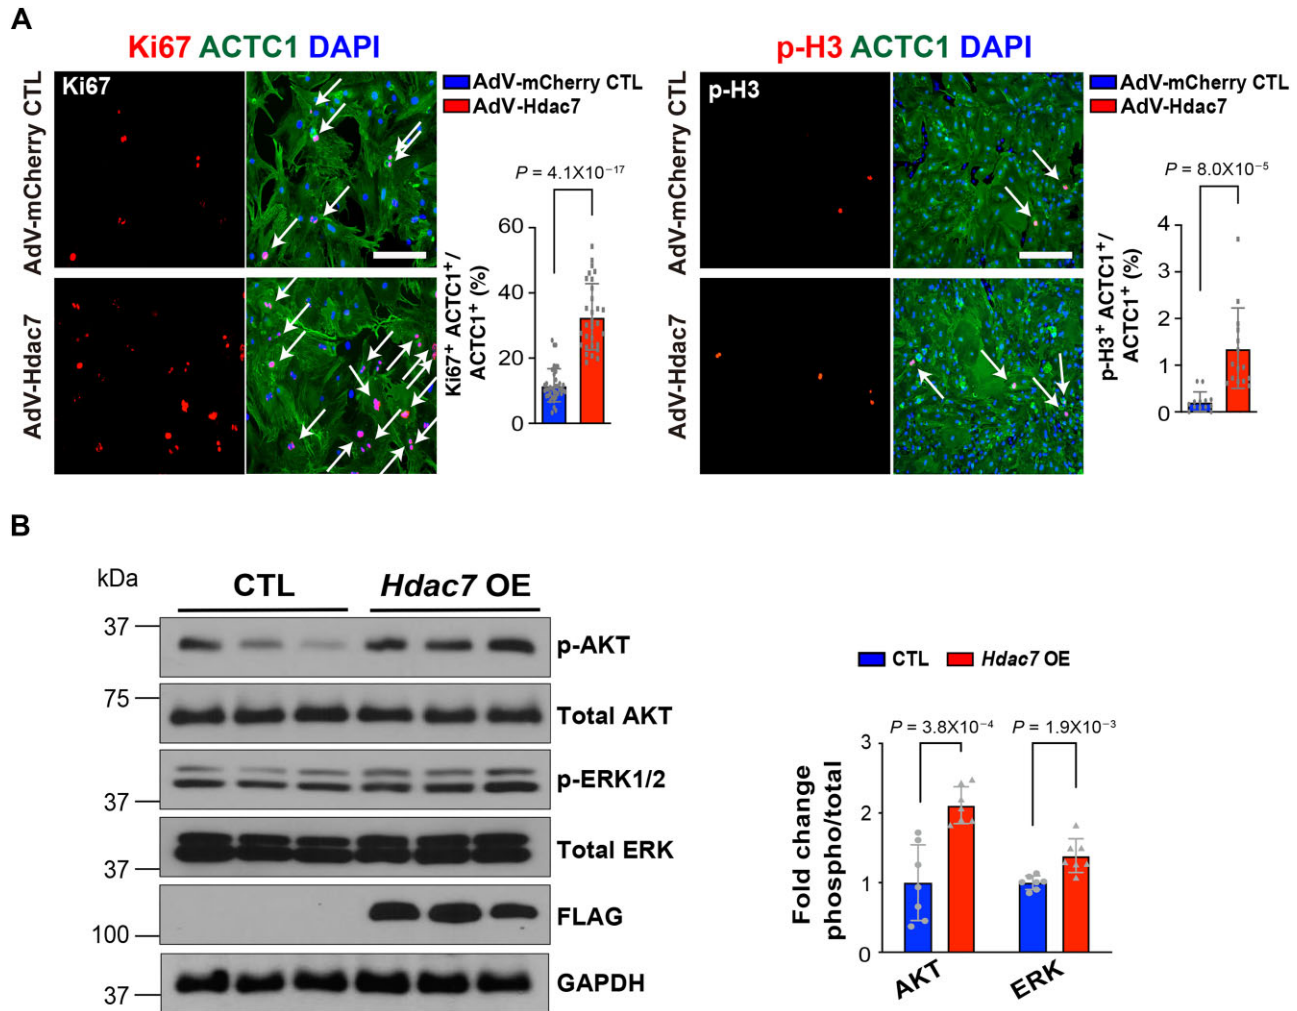 A
Ki67 ACTC1 DAPI
AdV-mCherry CTL
AdV-Hdac7
Ki67
AdV-mCherry CTL
AdV-Hdac7
P = 4.1X10⁻¹⁷
Ki67⁺ ACTC1⁺/
ACTC1⁺ (%)
60
40
20
0
p-H3 ACTC1 DAPI
AdV-mCherry CTL
AdV-Hdac7
p-H3
AdV-mCherry CTL
AdV-Hdac7
P = 8.0X10⁻⁵
p-H3⁺ ACTC1⁺/
ACTC1⁺ (%)
4
3
2
1
0
B
kDa
CTL
Hdac7 OE
37
p-AKT
75
Total AKT
p-ERK1/2
37
Total ERK
37
FLAG
100
GAPDH
37
CTL
Hdac7 OE
P = 3.8X10⁻⁴
P = 1.9X10⁻³
Fold change
phospho/total
3
2
1
0
AKT
ERK